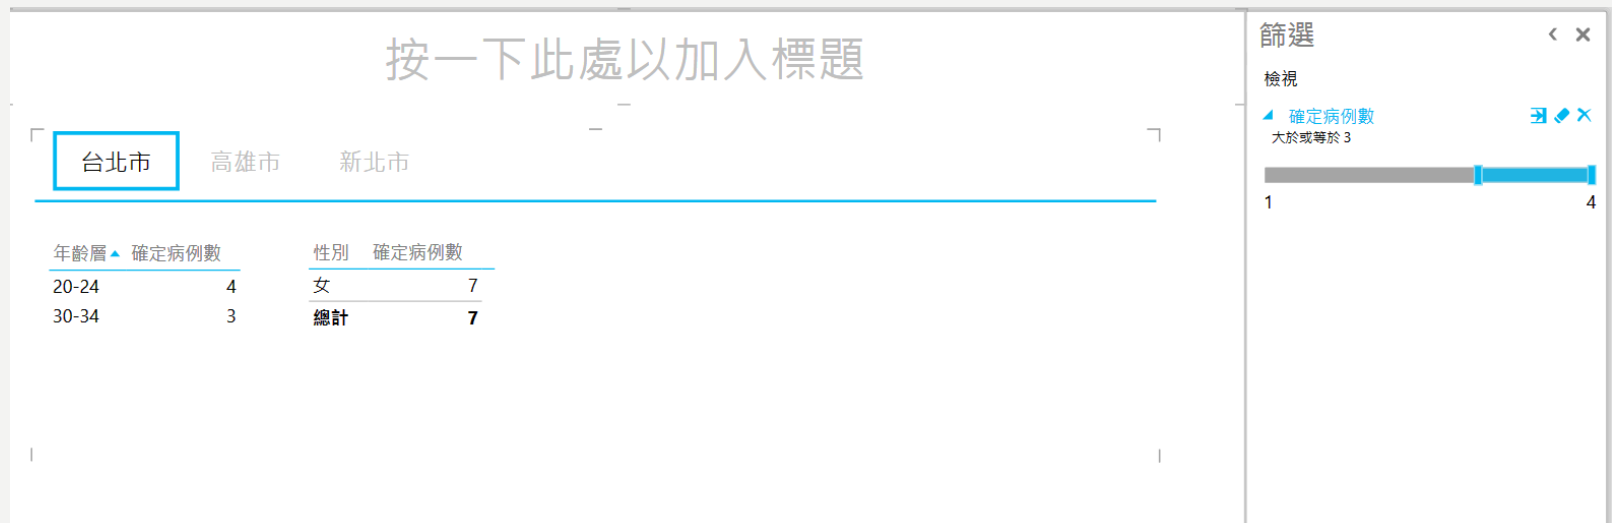 按一下此處以加入標題
台北市 高雄市 新北市
年齡層 確定病例數
20-24 4
30-34 3
性別 確定病例數
女 7
總計 7
篩選
檢視
確定病例數
大於或等於 3
1 4